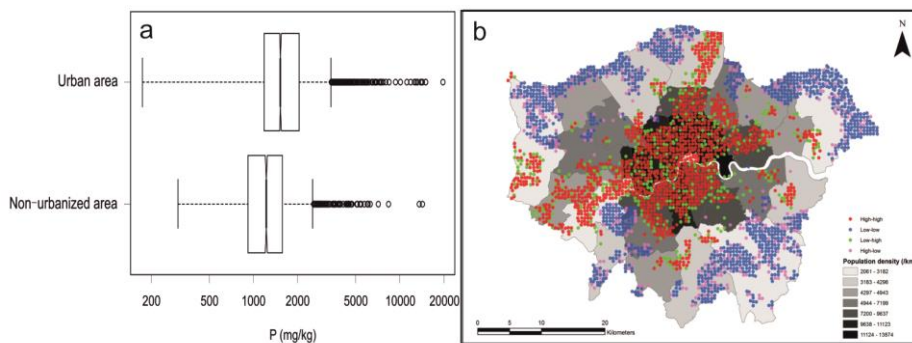 a
Urban area
Non-urbanized area
200 500 1000 2000 5000 10000 20000
P (mg/kg)
b
N
High-high
Low-low
Low-high
High-low
Population density (/km
2061 - 3182
3183 - 4296
4297 - 4943
4944 - 7199
7200 - 9637
9638 - 11123
11124 - 13574
0 5 10 20
Kilometers